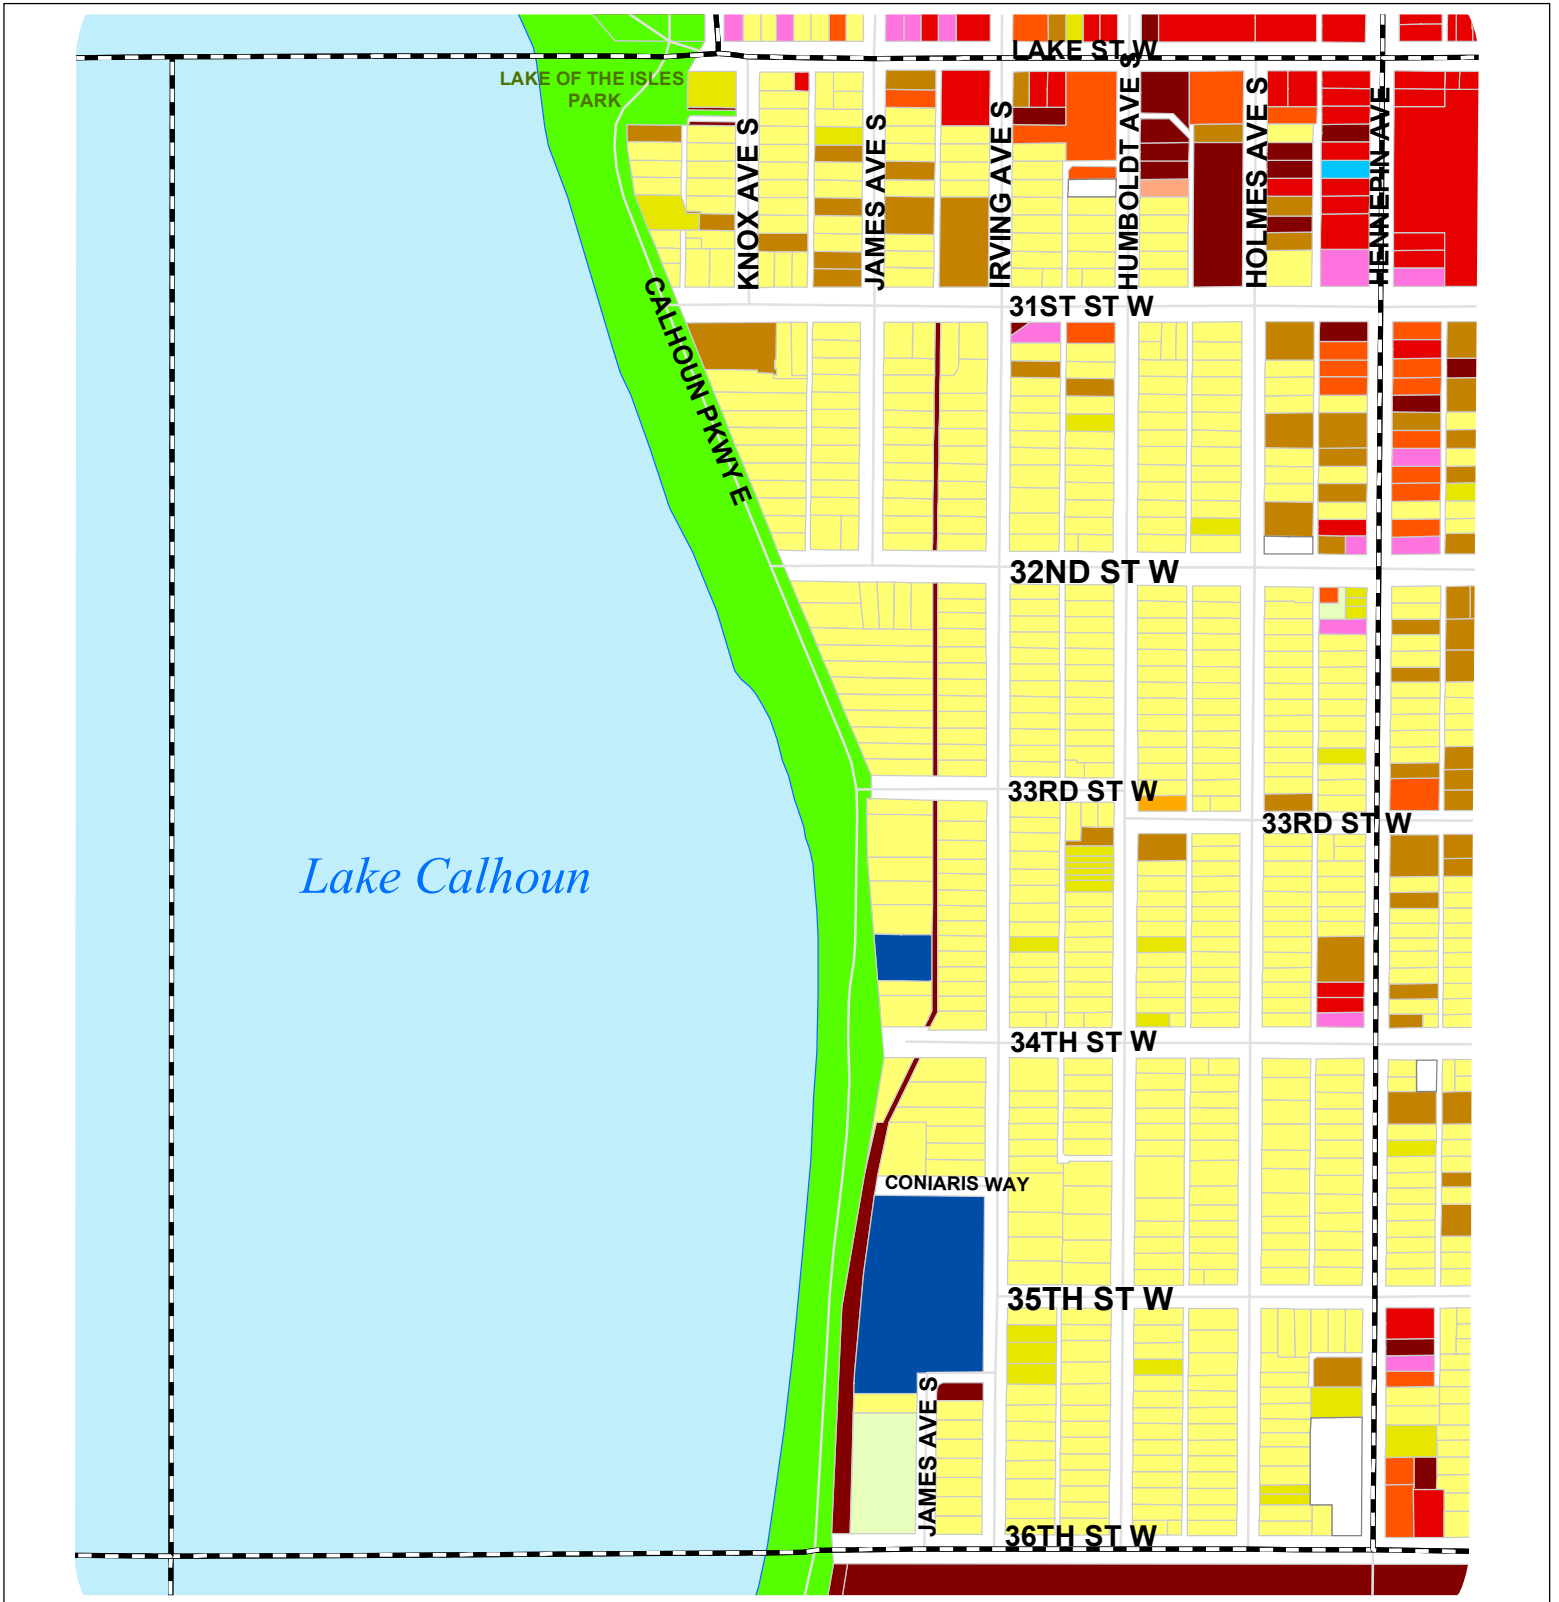 LAKE ST W
LAKE OF THE ISLES
PARK
KNOX AVE S
JAMES AVE S
IRVING AVE S
HUMBOLDT AVE S
HOLMES AVE S
HENNEPIN AVE
31ST ST W
CALHOUN PKWY E
32ND ST W
33RD ST W
33RD ST W
Lake Calhoun
34TH ST W
CONIARIS WAY
35TH ST W
JAMES AVE S
36TH ST W